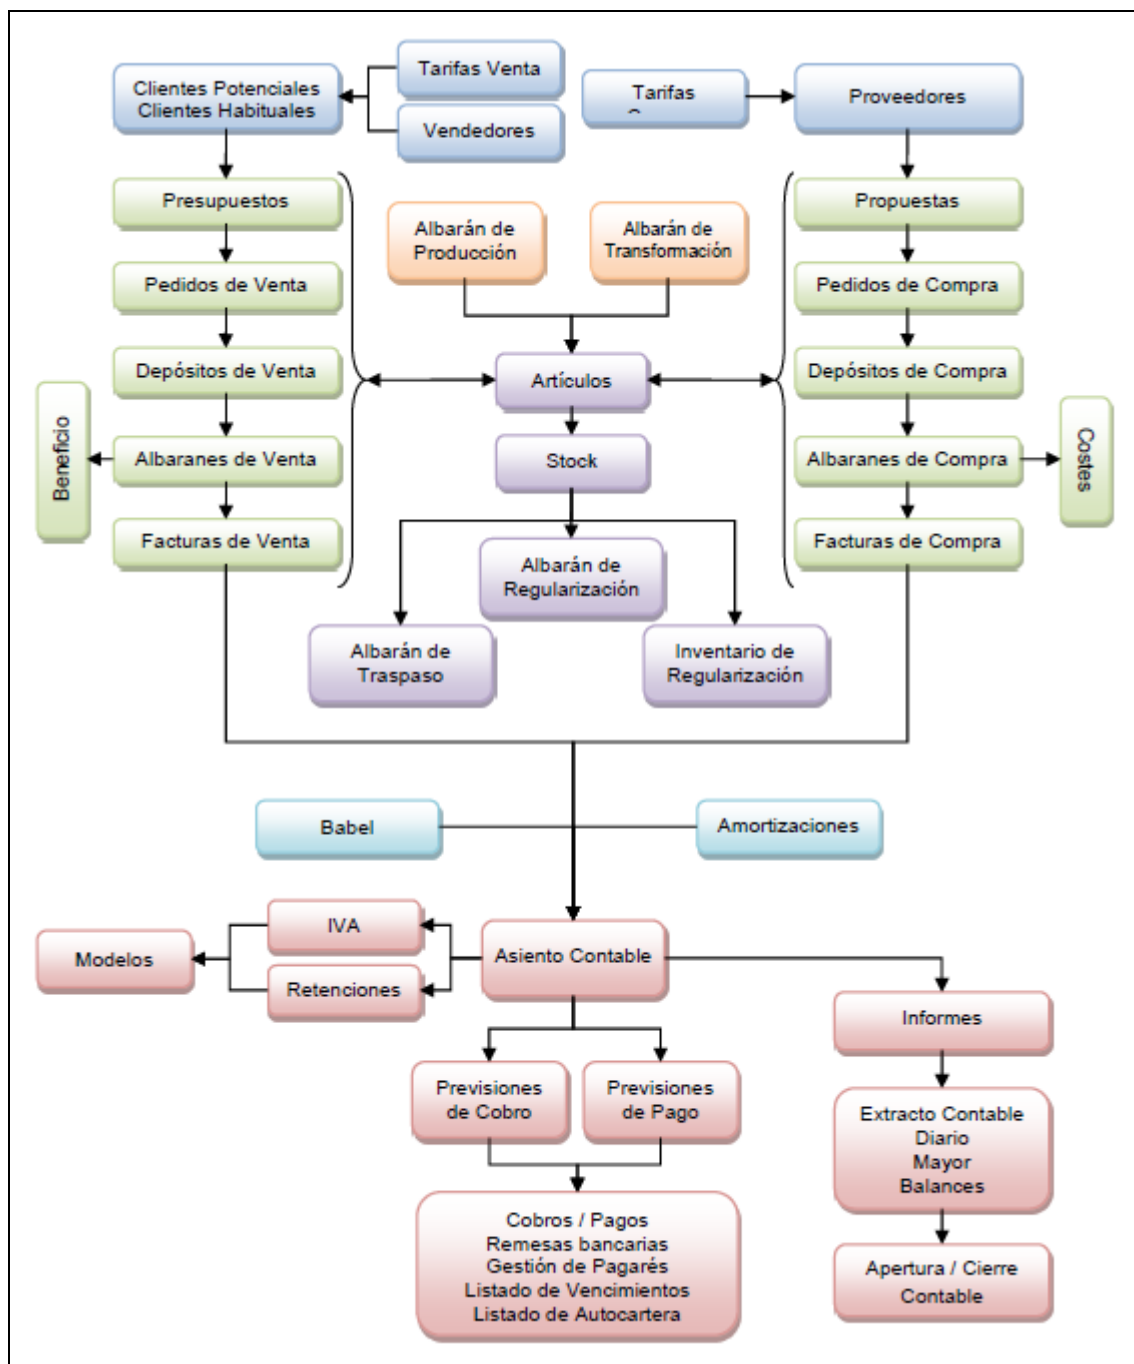 Clientes Potenciales
Clientes Habituales
Tarifas Venta
Vendedores
Tarifas
Proveedores
Presupuestos
Pedidos de Venta
Depósitos de Venta
Albaranes de Venta
Facturas de Venta
Beneficio
Albarán de
Producción
Albarán de
Transformación
Artículos
Stock
Albarán de
Regularización
Albarán de
Traspaso
Inventario de
Regularización
Propuestas
Pedidos de Compra
Depósitos de Compra
Albaranes de Compra
Facturas de Compra
Costes
Babel
Amortizaciones
Asiento Contable
IVA
Retenciones
Modelos
Previsiones
de Cobro
Previsiones
de Pago
Cobros / Pagos
Remesas bancarias
Gestión de Pagarés
Listado de Vencimientos
Listado de Autocartera
Informes
Extracto Contable
Diario
Mayor
Balances
Apertura / Cierre
Contable